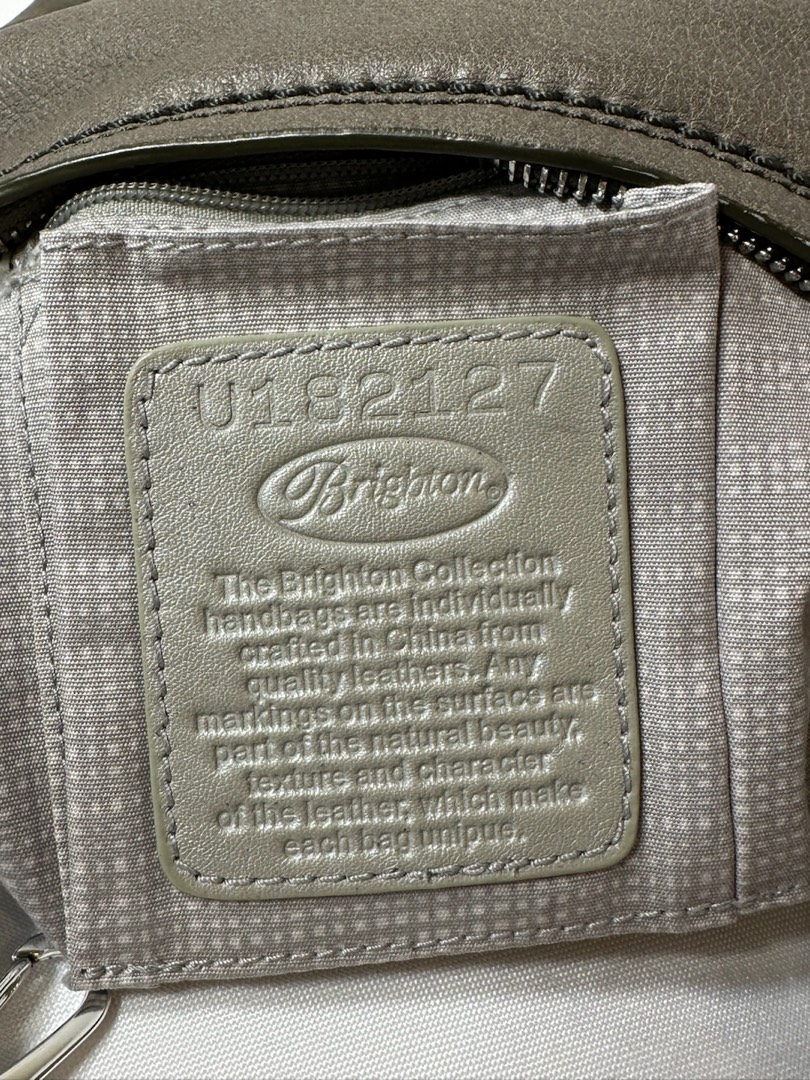 U182127
Brighton®
The Brighton Collection
handbags are individually
crafted in China from
quality leathers. Any
markings on the surface are
part of the natural beauty,
texture and character
of the leather, which make
each bag unique.